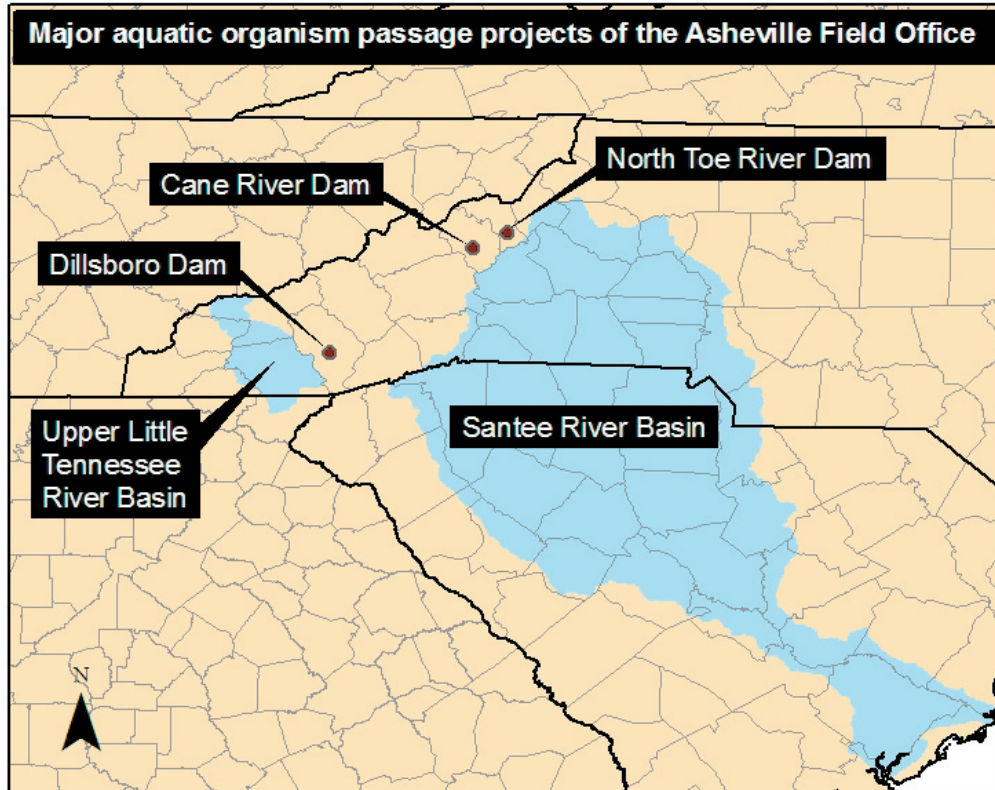 Major aquatic organism passage projects of the Asheville Field Office
North Toe River Dam
Cane River Dam
Dillsboro Dam
Upper Little
Tennessee
River Basin
Santee River Basin
N